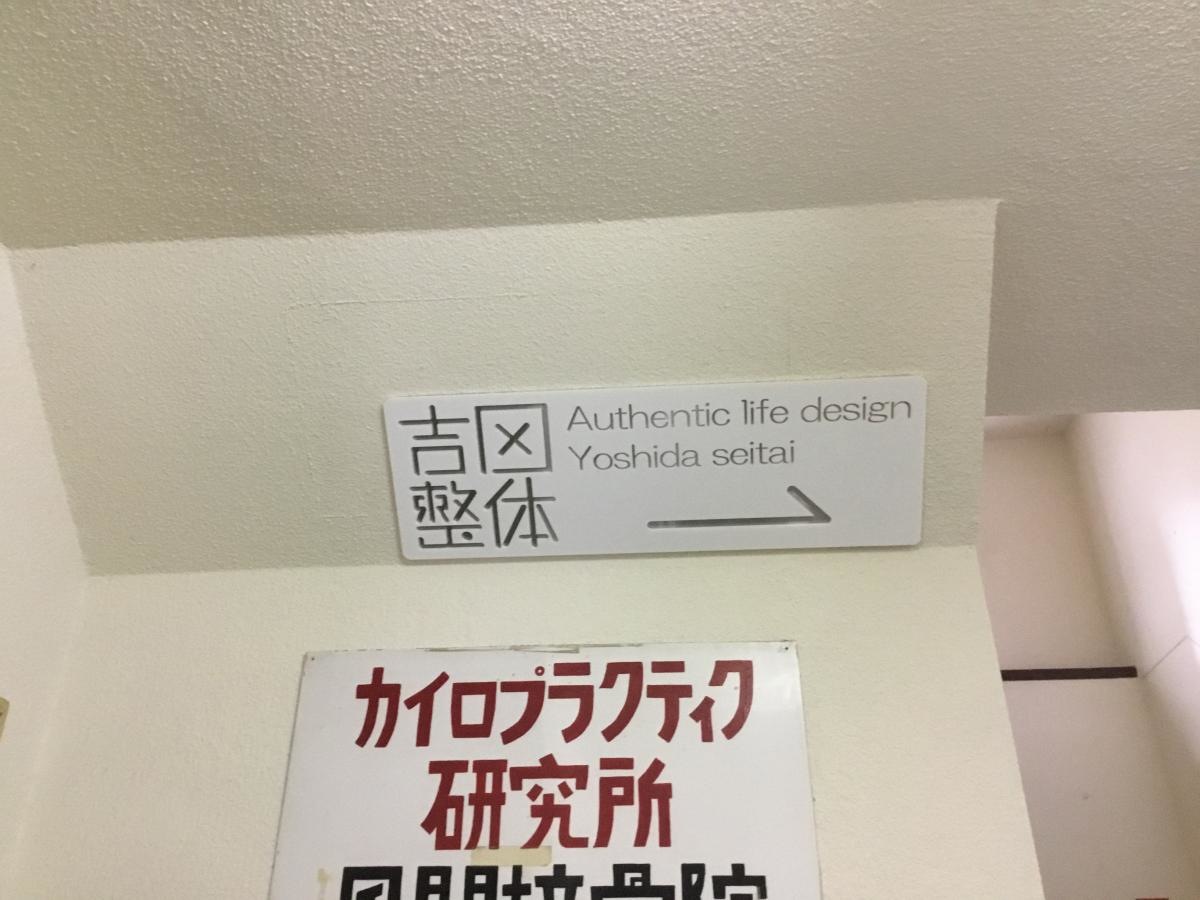 吉田
整体
Authentic life design
Yoshida seitai
カイロプラクティク
研究所